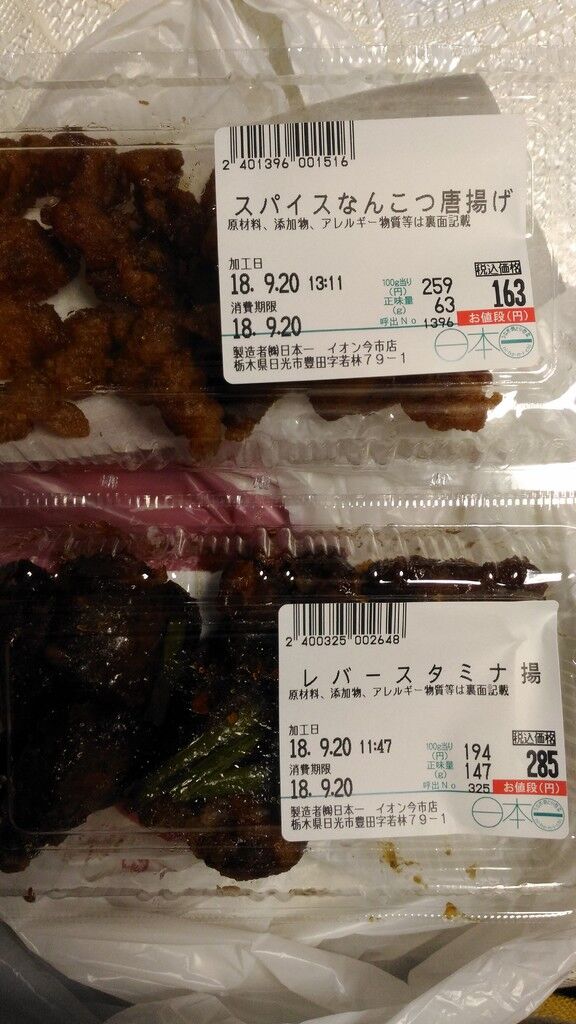 2 401396 001516
スパイスなんこつ唐揚げ
原材料、添加物、アレルギー物質等は裏面記載
加工日
18. 9.20 13:11
消費期限
18. 9.20
100g当り(円) 259
正味量(g) 63
呼出No 1396
税込価格
163
お値段(円)
製造者㈱日本一 イオン今市店
栃木県日光市豊田字若林79-1
日本一
2 400325 002648
レバースタミナ揚
原材料、添加物、アレルギー物質等は裏面記載
加工日
18. 9.20 11:47
消費期限
18. 9.20
100g当り(円) 194
正味量(g) 147
呼出No 325
税込価格
285
お値段(円)
製造者㈱日本一 イオン今市店
栃木県日光市豊田字若林79-1
日本一